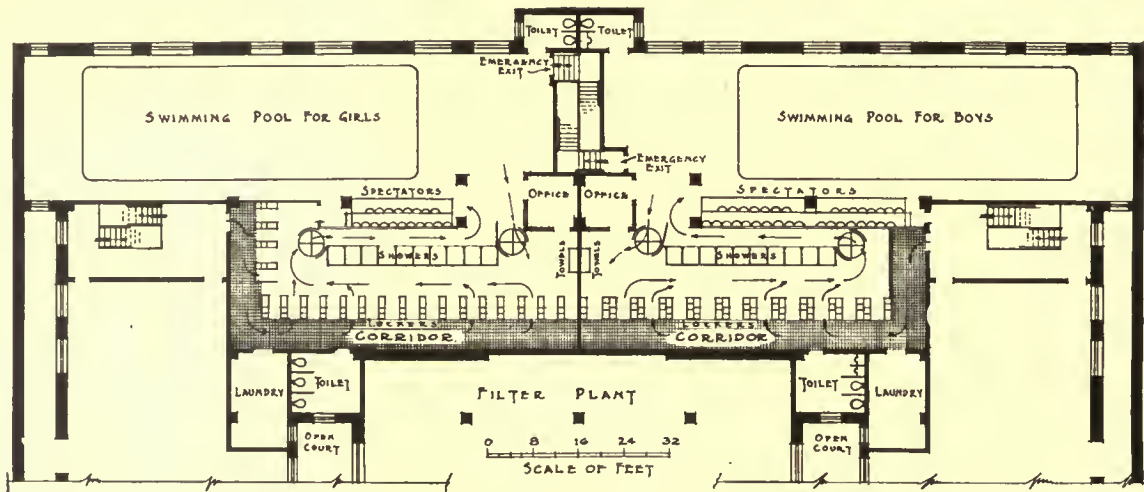 TOILET TOILET
EMERGENCY
EXIT
SWIMMING POOL FOR GIRLS
SWIMMING POOL FOR BOYS
EMERGENCY
EXIT
SPECTATORS
OFFICE OFFICE
SPECTATORS
SHOWERS
TOWELS
TOWELS
SHOWERS
LOCKERS
CORRIDOR
LOCKERS
CORRIDOR
LAUNDRY
TOILET
FILTER PLANT
TOILET
LAUNDRY
OPEN
COURT
OPEN
COURT
0 8 16 24 32
SCALE OF FEET